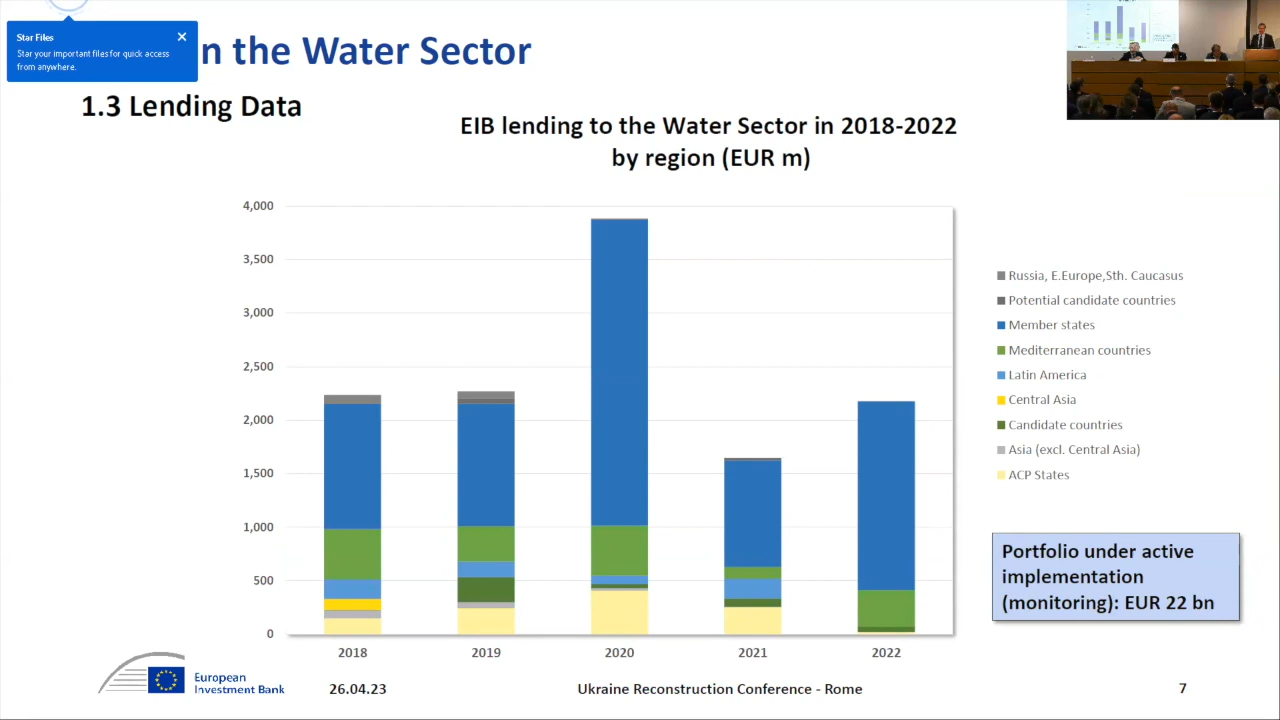 Star Files
Star your important files for quick access
from anywhere.
n the Water Sector
1.3 Lending Data
EIB lending to the Water Sector in 2018-2022
by region (EUR m)
4,000
3,500
3,000
2,500
2,000
1,500
1,000
500
0
2018 2019 2020 2021 2022
Russia, E.Europe,Sth. Caucasus
Potential candidate countries
Member states
Mediterranean countries
Latin America
Central Asia
Candidate countries
Asia (excl. Central Asia)
ACP States
Portfolio under active
implementation
(monitoring): EUR 22 bn
European
Investment Bank
26.04.23
Ukraine Reconstruction Conference - Rome
7